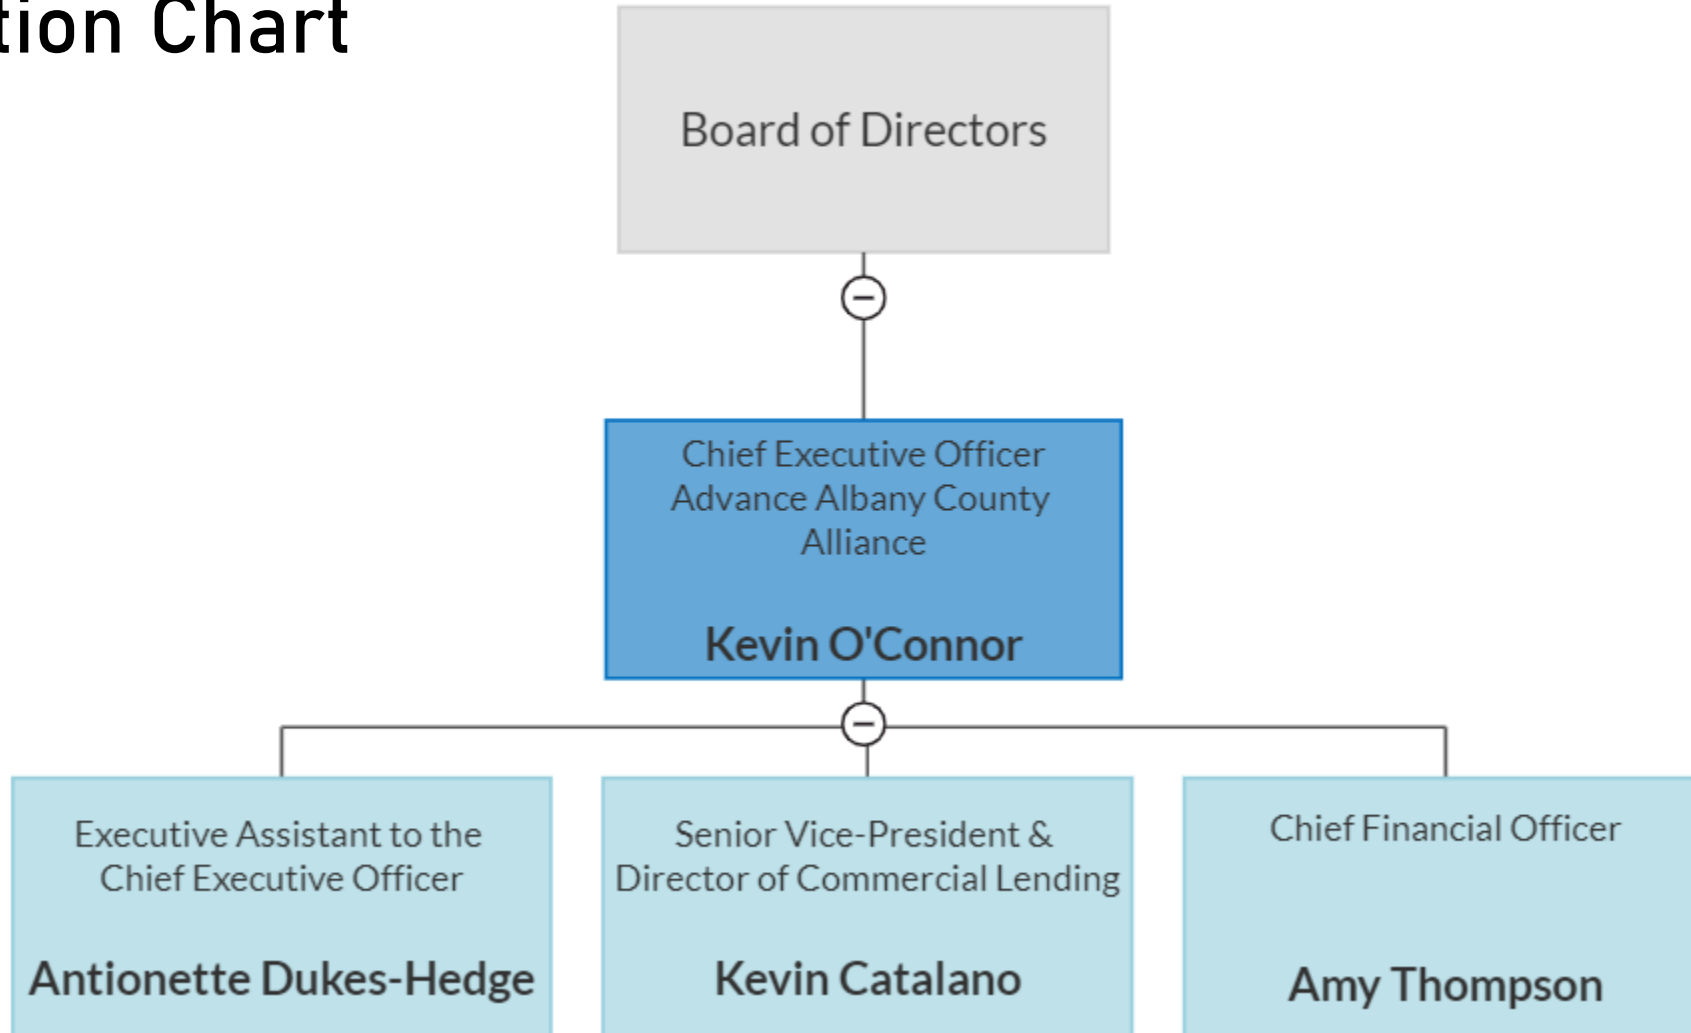 tion Chart
Board of Directors
Chief Executive Officer
Advance Albany County
Alliance
Kevin O'Connor
Executive Assistant to the
Chief Executive Officer
Antionette Dukes-Hedge
Senior Vice-President &
Director of Commercial Lending
Kevin Catalano
Chief Financial Officer
Amy Thompson